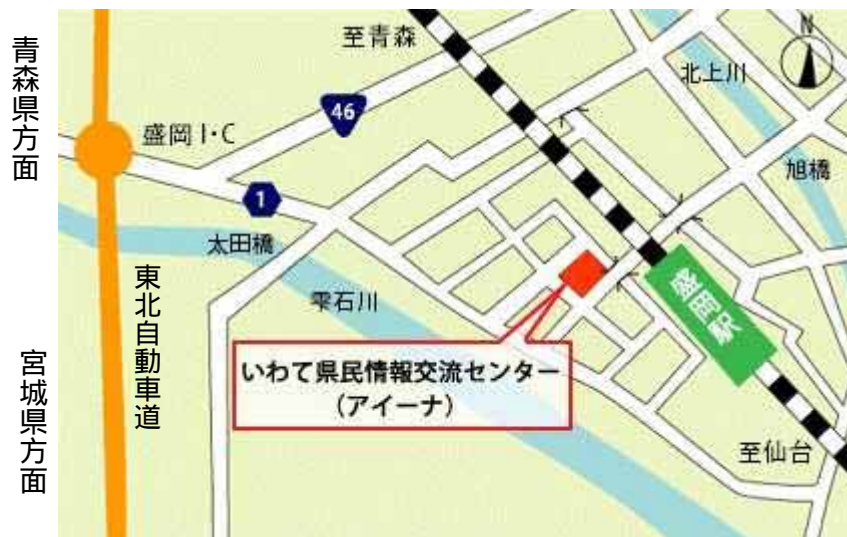 青森県方面
至青森
N
北上川
46
盛岡I・C
旭橋
1
太田橋
東北自動車道
雫石川
盛岡駅
宮城県方面
いわて県民情報交流センター
(アイーナ)
至仙台